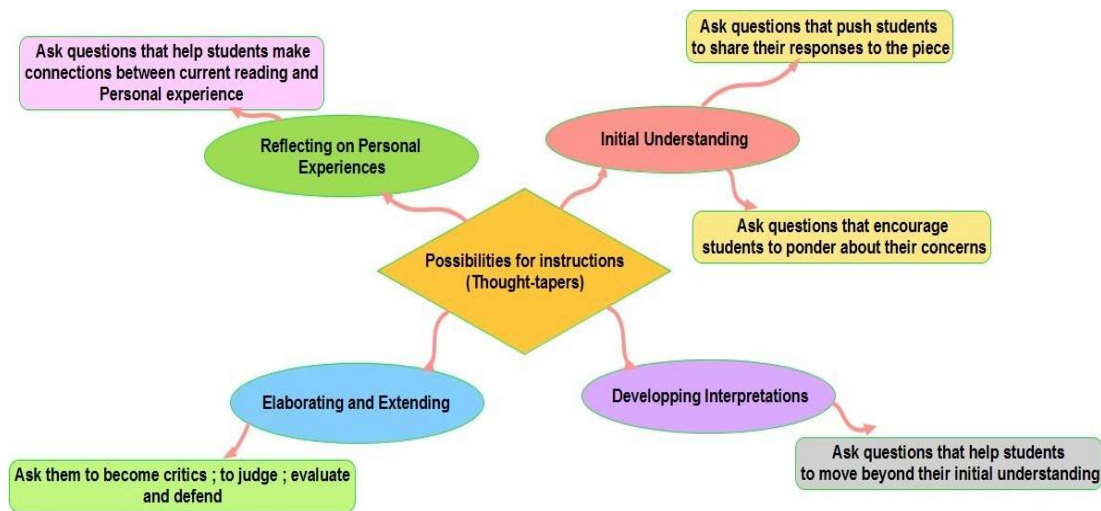 Ask questions that help students make
connections between current reading and
Personal experience
Reflecting on Personal
Experiences
Ask questions that push students
to share their responses to the piece
Initial Understanding
Ask questions that encourage
students to ponder about their concerns
Possibilities for instructions
(Thought-tapers)
Elaborating and Extending
Ask them to become critics ; to judge ; evaluate
and defend
Developping Interpretations
Ask questions that help students
to move beyond their initial understanding